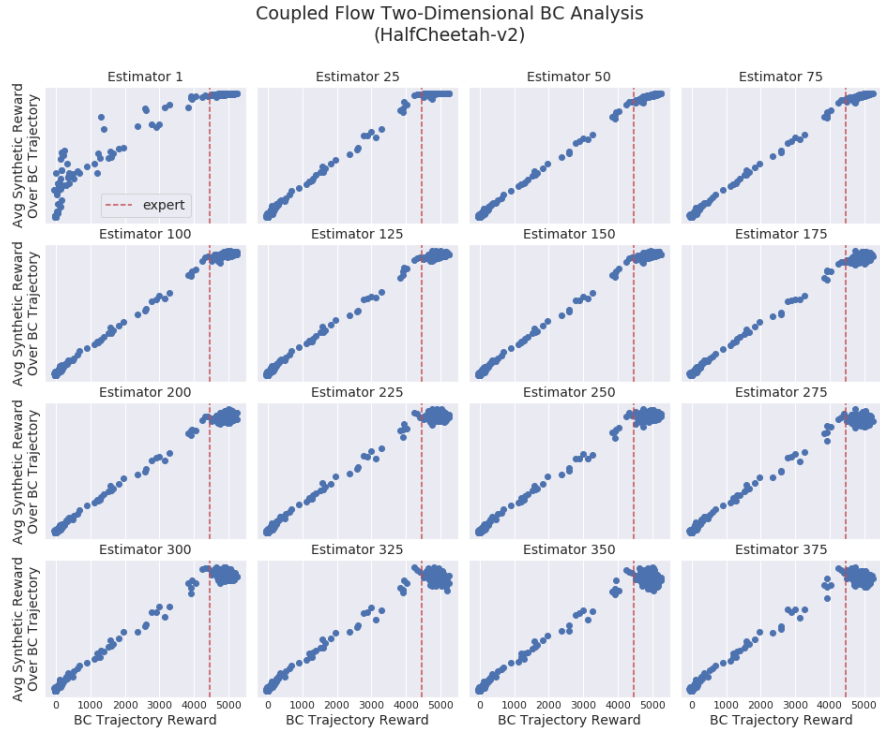 Coupled Flow Two-Dimensional BC Analysis
(HalfCheetah-v2)
Estimator 1 Estimator 25 Estimator 50 Estimator 75
Avg Synthetic Reward
Over BC Trajectory
expert
Estimator 100 Estimator 125 Estimator 150 Estimator 175
Avg Synthetic Reward
Over BC Trajectory
Estimator 200 Estimator 225 Estimator 250 Estimator 275
Avg Synthetic Reward
Over BC Trajectory
Estimator 300 Estimator 325 Estimator 350 Estimator 375
Avg Synthetic Reward
Over BC Trajectory
0 1000 2000 3000 4000 5000 0 1000 2000 3000 4000 5000 0 1000 2000 3000 4000 5000 0 1000 2000 3000 4000 5000
BC Trajectory Reward BC Trajectory Reward BC Trajectory Reward BC Trajectory Reward